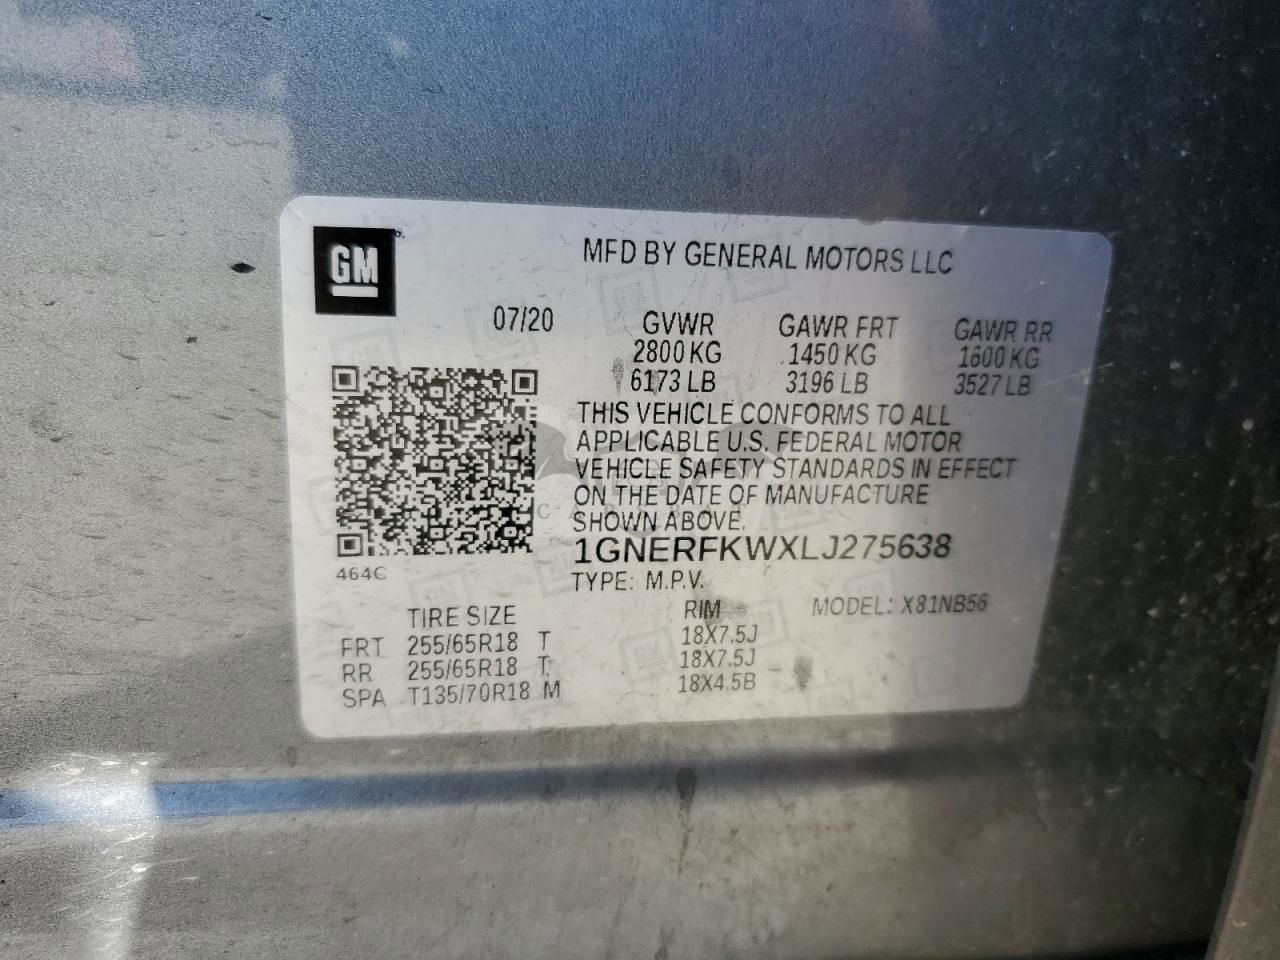 GM
MFD BY GENERAL MOTORS LLC
07/20 GVWR GAWR FRT GAWR RR
2800 KG 1450 KG 1600 KG
6173 LB 3196 LB 3527 LB
THIS VEHICLE CONFORMS TO ALL
APPLICABLE U.S. FEDERAL MOTOR
VEHICLE SAFETY STANDARDS IN EFFECT
ON THE DATE OF MANUFACTURE
SHOWN ABOVE.
1GNERFKWXLJ275638
464C
TYPE: M.P.V.
TIRE SIZE RIM MODEL: X81NB56
FRT 255/65R18 T 18X7.5J
RR 255/65R18 T 18X7.5J
SPA T135/70R18 M 18X4.5B